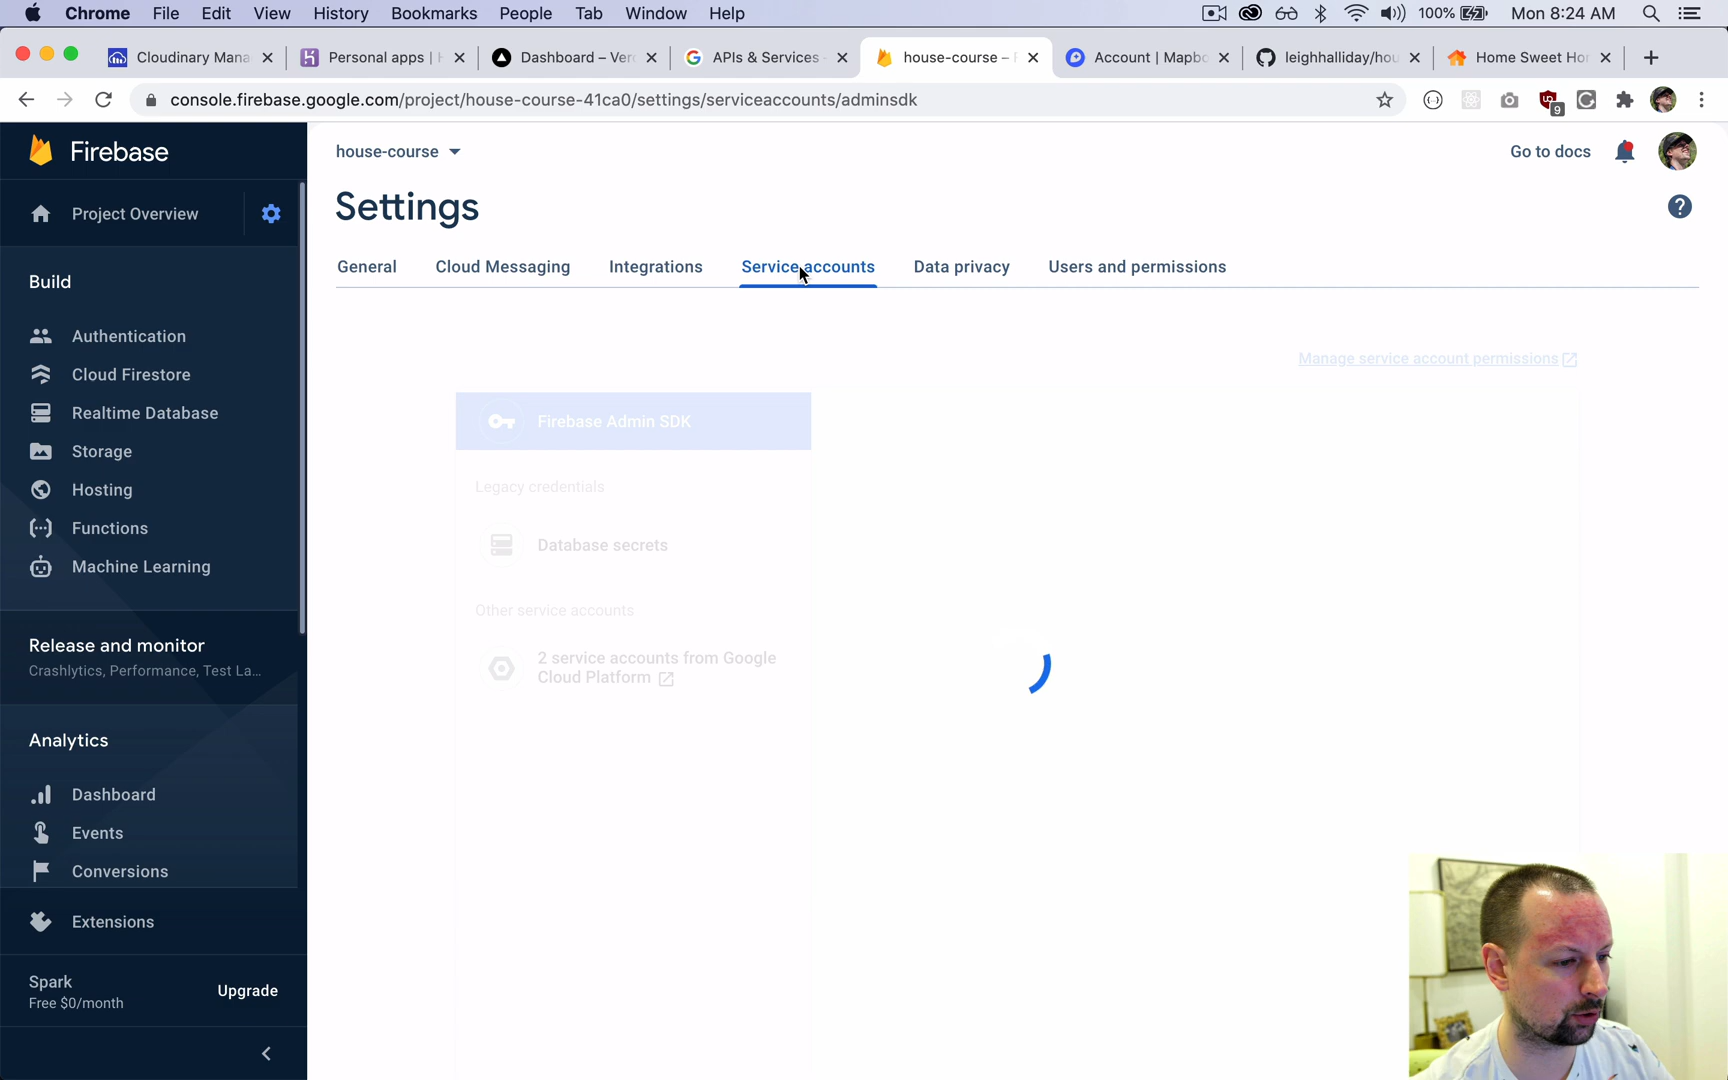 Chrome File Edit View History Bookmarks People Tab Window Help 100% Mon 8:24 AM
Cloudinary Mana Personal apps | H Dashboard – Ver APIs & Services house-course – F Account | Mapbo leighhalliday/hou Home Sweet Hor
console.firebase.google.com/project/house-course-41ca0/settings/serviceaccounts/adminsdk
9
Firebase
house-course
Go to docs
Project Overview
Settings
?
General Cloud Messaging Integrations Service accounts Data privacy Users and permissions
Build
Authentication
Cloud Firestore
Realtime Database
Storage
Hosting
Functions
Machine Learning
Release and monitor
Crashlytics, Performance, Test La...
Analytics
Dashboard
Events
Conversions
Extensions
Spark
Free $0/month
Upgrade
Manage service account permissions
Firebase Admin SDK
Legacy credentials
Database secrets
Other service accounts
2 service accounts from Google
Cloud Platform